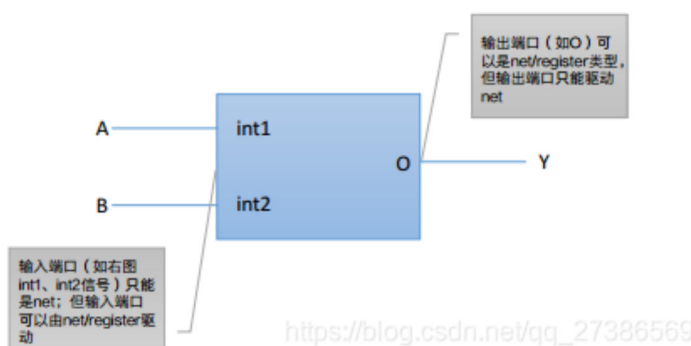 输出端口（如O）可
以是net/register类型，
但输出端口只能驱动
net
A
int1
O
Y
B
int2
输入端口（如右图
int1、int2信号）只能
是net；但输入端口
可以由net/register驱
动
https://blog.csdn.net/qq_27386569